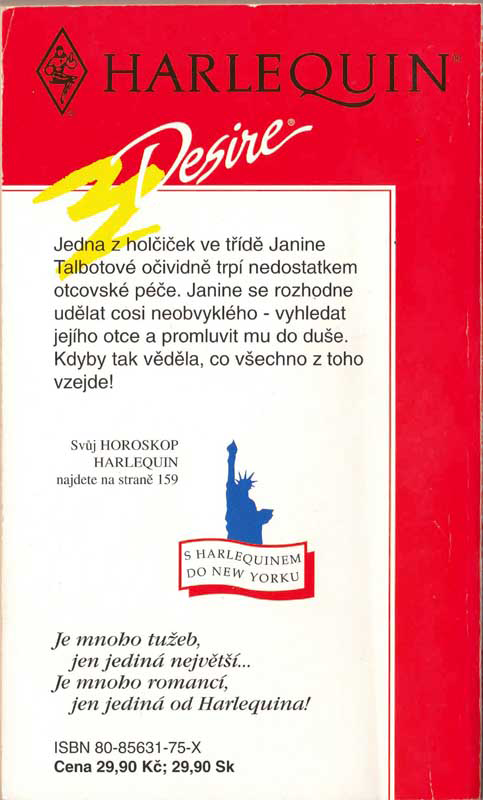 HARLEQUIN™
Desire®
Jedna z holčiček ve třídě Janine
Talbotové očividně trpí nedostatkem
otcovské péče. Janine se rozhodne
udělat cosi neobvyklého - vyhledat
jejího otce a promluvit mu do duše.
Kdyby tak věděla, co všechno z toho
vzejde!
Svůj HOROSKOP
HARLEQUIN
najdete na straně 159
S HARLEQUINEM
DO NEW YORKU
Je mnoho tužeb,
jen jediná největší...
Je mnoho romancí,
jen jediná od Harlequina!
ISBN 80-85631-75-X
Cena 29,90 Kč; 29,90 Sk